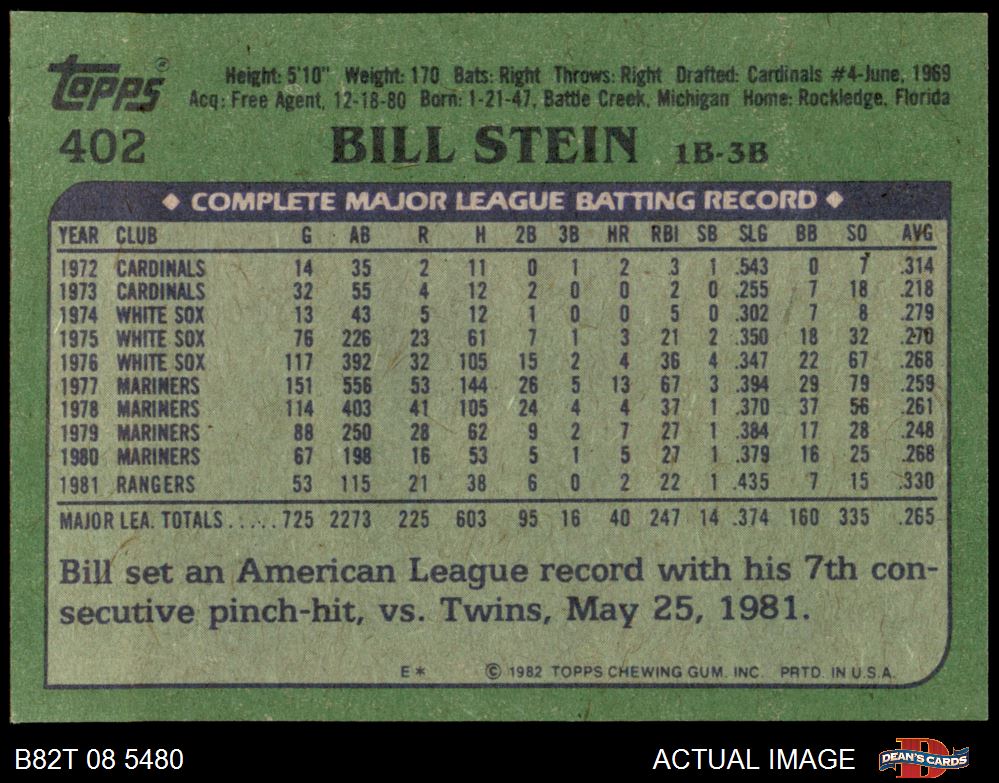 Topps®
Height: 5'10" Weight: 170 Bats: Right Throws: Right Drafted: Cardinals #4-June, 1969
Acq: Free Agent, 12-18-80 Born: 1-21-47, Battle Creek, Michigan Home: Rockledge, Florida
402 BILL STEIN 1B-3B
◆ COMPLETE MAJOR LEAGUE BATTING RECORD ◆
YEAR CLUB G AB R H 2B 3B HR RBI SB SLG BB SO AVG
1972 CARDINALS 14 35 2 11 0 1 2 3 1 .543 0 7 .314
1973 CARDINALS 32 55 4 12 2 0 0 2 0 .255 7 18 .218
1974 WHITE SOX 13 43 5 12 1 0 0 5 0 .302 7 8 .279
1975 WHITE SOX 76 226 23 61 7 1 3 21 2 .350 18 32 .270
1976 WHITE SOX 117 392 32 105 15 2 4 36 4 .347 22 67 .268
1977 MARINERS 151 556 53 144 26 5 13 67 3 .394 29 79 .259
1978 MARINERS 114 403 41 105 24 4 4 37 1 .370 37 56 .261
1979 MARINERS 88 250 28 62 9 2 7 27 1 .384 17 28 .248
1980 MARINERS 67 198 16 53 5 1 5 27 1 .379 16 25 .268
1981 RANGERS 53 115 21 38 6 0 2 22 1 .435 7 15 .330
MAJOR LEA. TOTALS..... 725 2273 225 603 95 16 40 247 14 .374 160 335 .265
Bill set an American League record with his 7th con-
secutive pinch-hit, vs. Twins, May 25, 1981.
E* © 1982 TOPPS CHEWING GUM. INC. PRTD. IN U.S.A.
B82T 08 5480 ACTUAL IMAGE DEAN'S CARDS